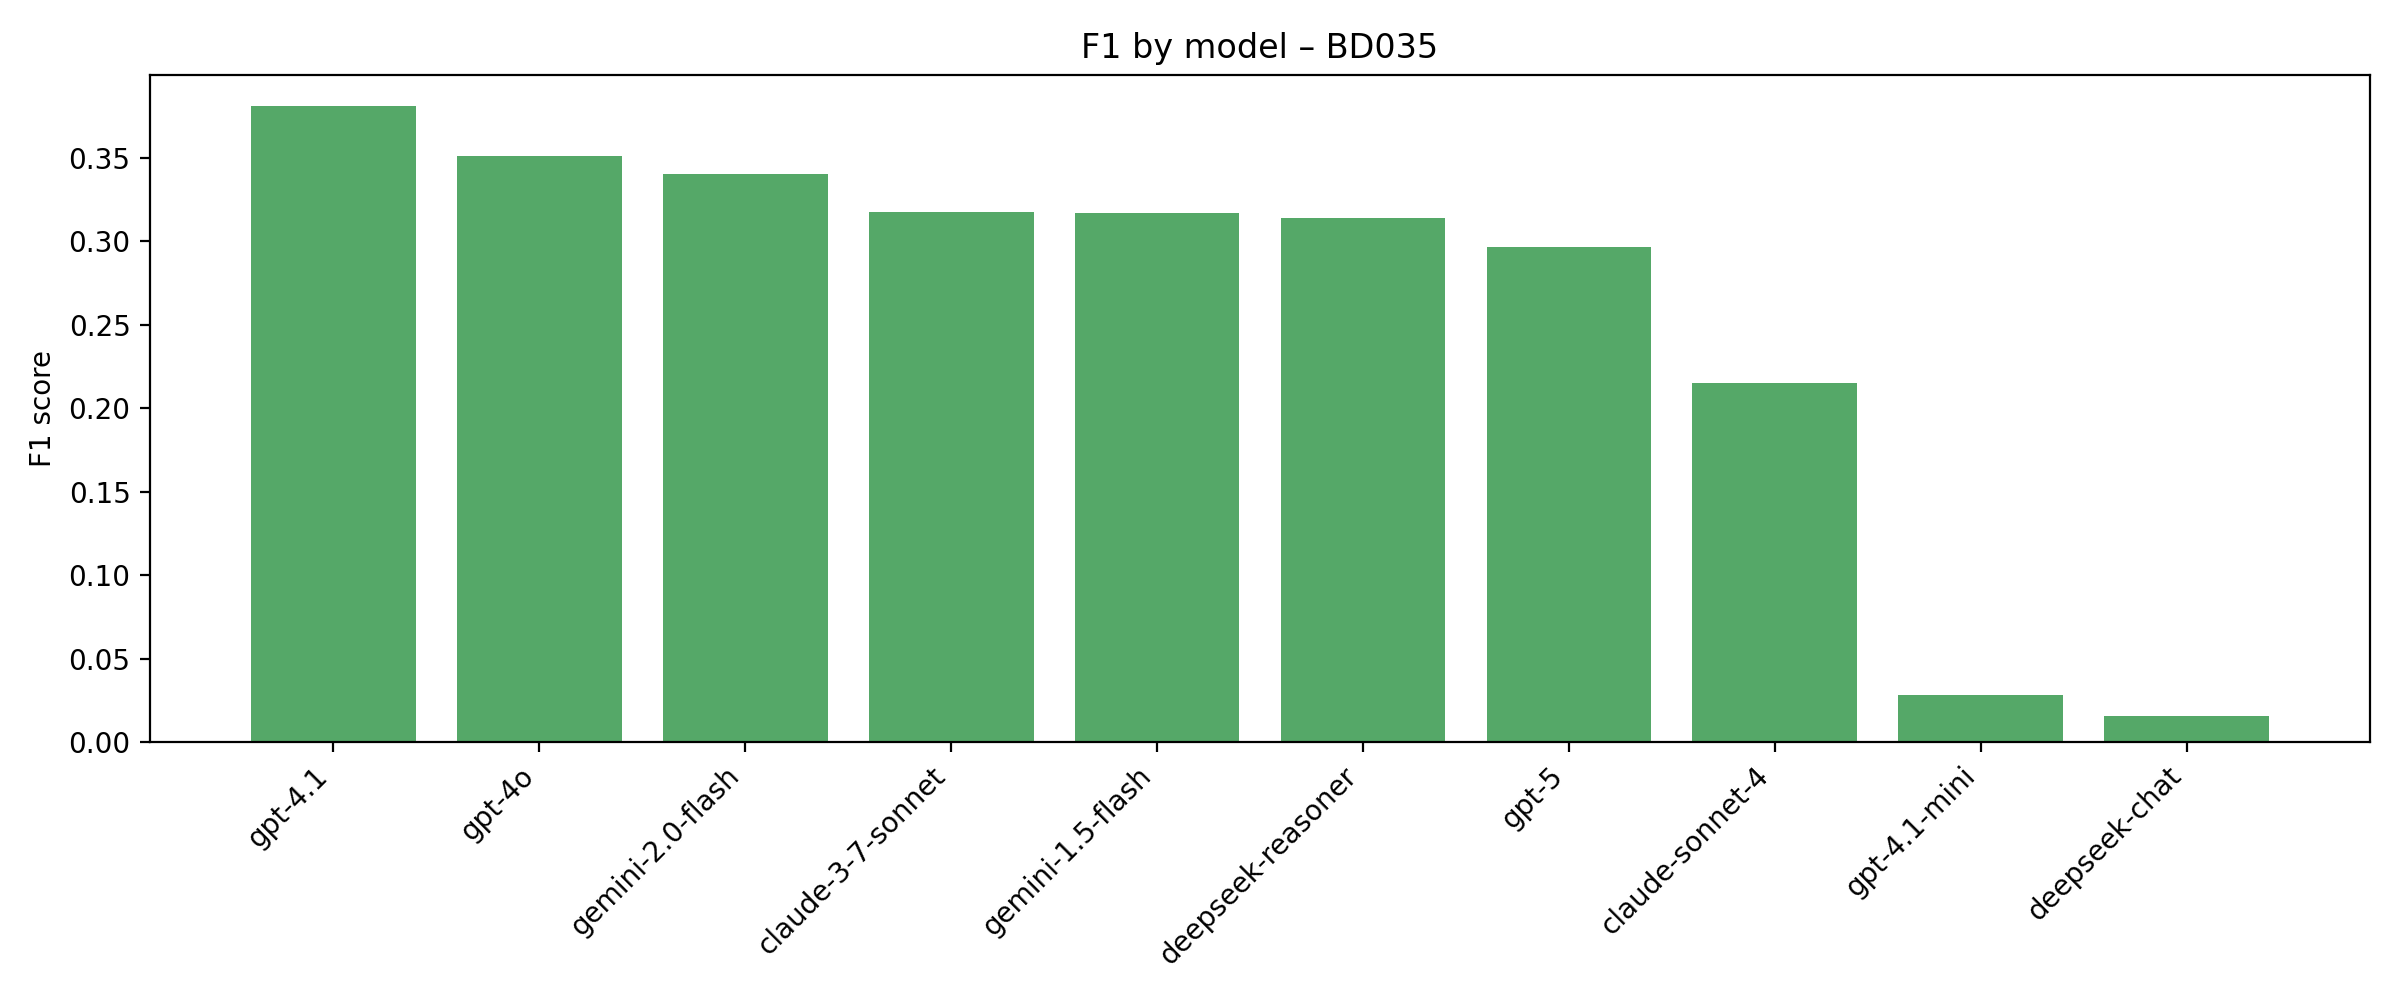 F1 by model – BD035
F1 score
0.35
0.30
0.25
0.20
0.15
0.10
0.05
0.00
gpt-4.1
gpt-4o
gemini-2.0-flash
claude-3-7-sonnet
gemini-1.5-flash
deepseek-reasoner
gpt-5
claude-sonnet-4
gpt-4.1-mini
deepseek-chat